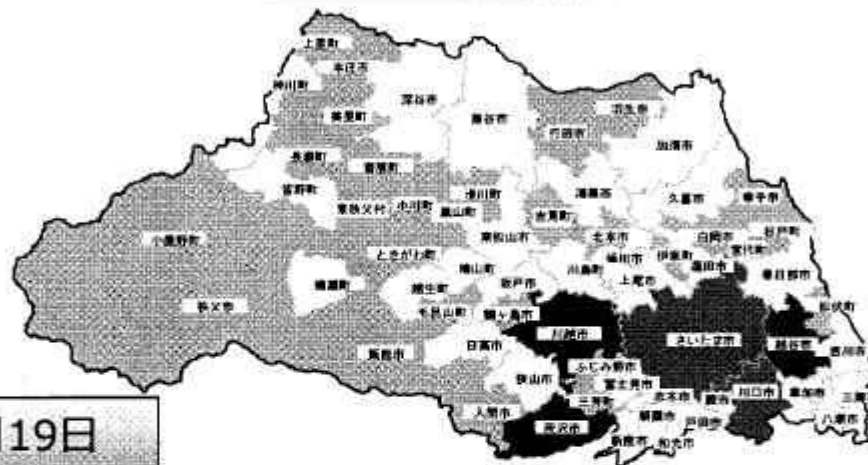 上里町
本庄市
神川町
深谷市
熊谷市
羽生市
行田市
加須市
美里町
長瀞町
寄居町
皆野町
東秩父村
小川町
滑川町
嵐山町
吉見町
鴻巣市
久喜市
幸手市
小鹿野町
ときがわ町
東松山市
北本市
白岡市
杉戸町
宮代町
桶川市
伊奈町
蓮田市
春日部市
秩父市
横瀬町
鳩山町
川島町
上尾市
越生町
坂戸市
毛呂山町
鶴ヶ島市
松伏町
飯能市
日高市
川越市
さいたま市
越谷市
吉川市
ふじみ野市
狭山市
富士見市
三芳町
志木市
蕨市
川口市
草加市
三郷
入間市
所沢市
朝霞市
戸田市
八潮市
新座市
和光市
19日